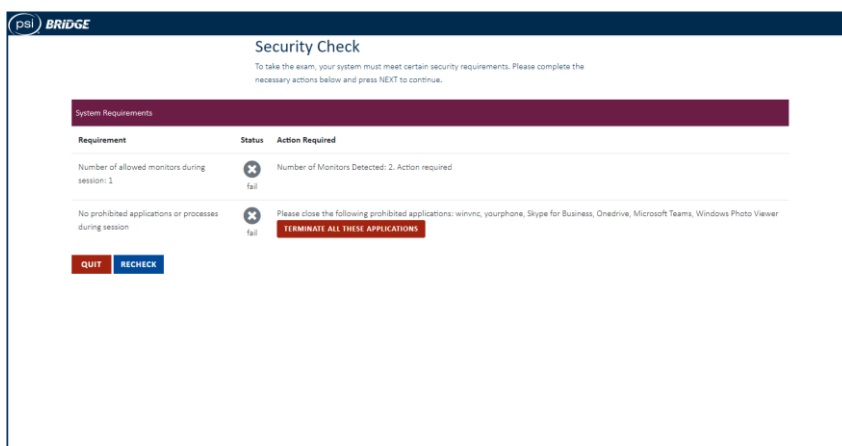 psi BRIDGE
Security Check
To take the exam, your system must meet certain security requirements. Please complete the
necessary actions below and press NEXT to continue.
System Requirements
Requirement Status Action Required
Number of allowed monitors during
session: 1
fail
Number of Monitors Detected: 2. Action required
No prohibited applications or processes
during session
fail
Please close the following prohibited applications: winvnc, yourphone, Skype for Business, Onedrive, Microsoft Teams, Windows Photo Viewer
TERMINATE ALL THESE APPLICATIONS
QUIT RECHECK